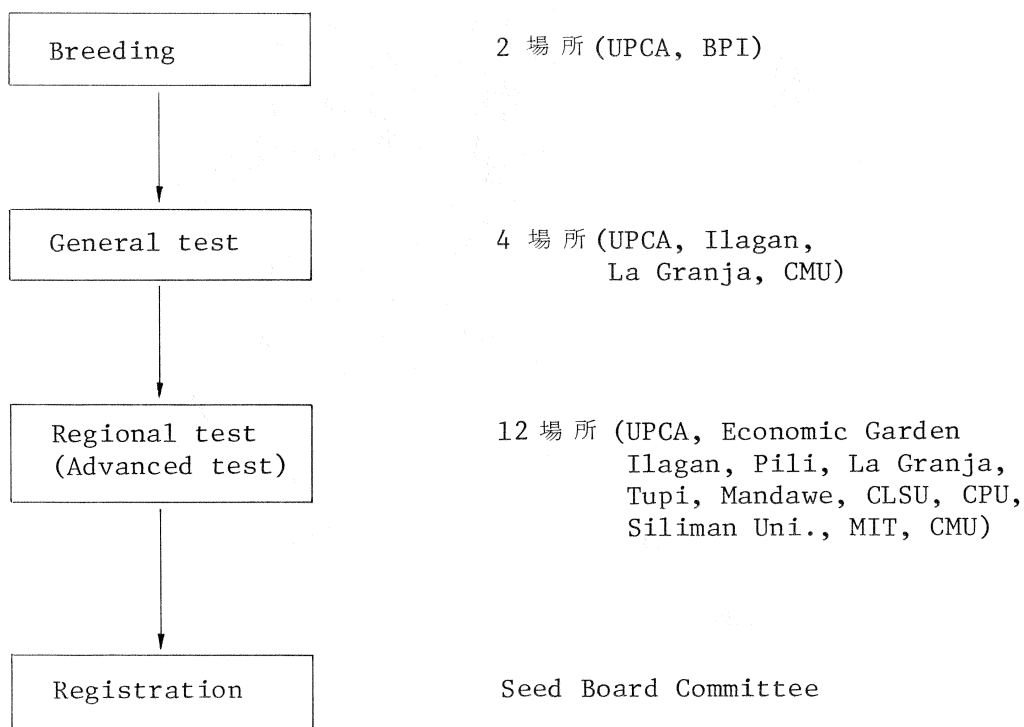 Breeding
2 場所 (UPCA, BPI)
General test
4 場所 (UPCA, Ilagan,
La Granja, CMU)
Regional test
(Advanced test)
12 場所 (UPCA, Economic Garden
Ilagan, Pili, La Granja,
Tupi, Mandawe, CLSU, CPU,
Siliman Uni., MIT, CMU)
Registration
Seed Board Committee